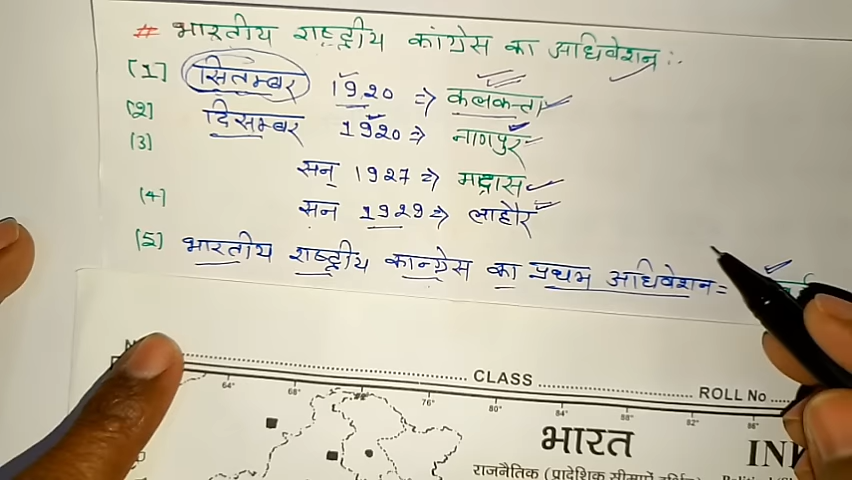 # भारतीय राष्ट्रीय कांग्रेस का अधिवेशन :-
(1) सितम्बर 1920 => कलकत्ता
(2) दिसम्बर 1920 => नागपुर
(3) सन् 1927 => मद्रास
(4) सन 1929 => लाहौर
(5) भारतीय राष्ट्रीय कान्ग्रेस का प्रथम अधिवेशन =
CLASS ROLL No
64° 68° 76° 80° 84° 88°
भारत
राजनैतिक (प्रादेशिक सीमाएँ